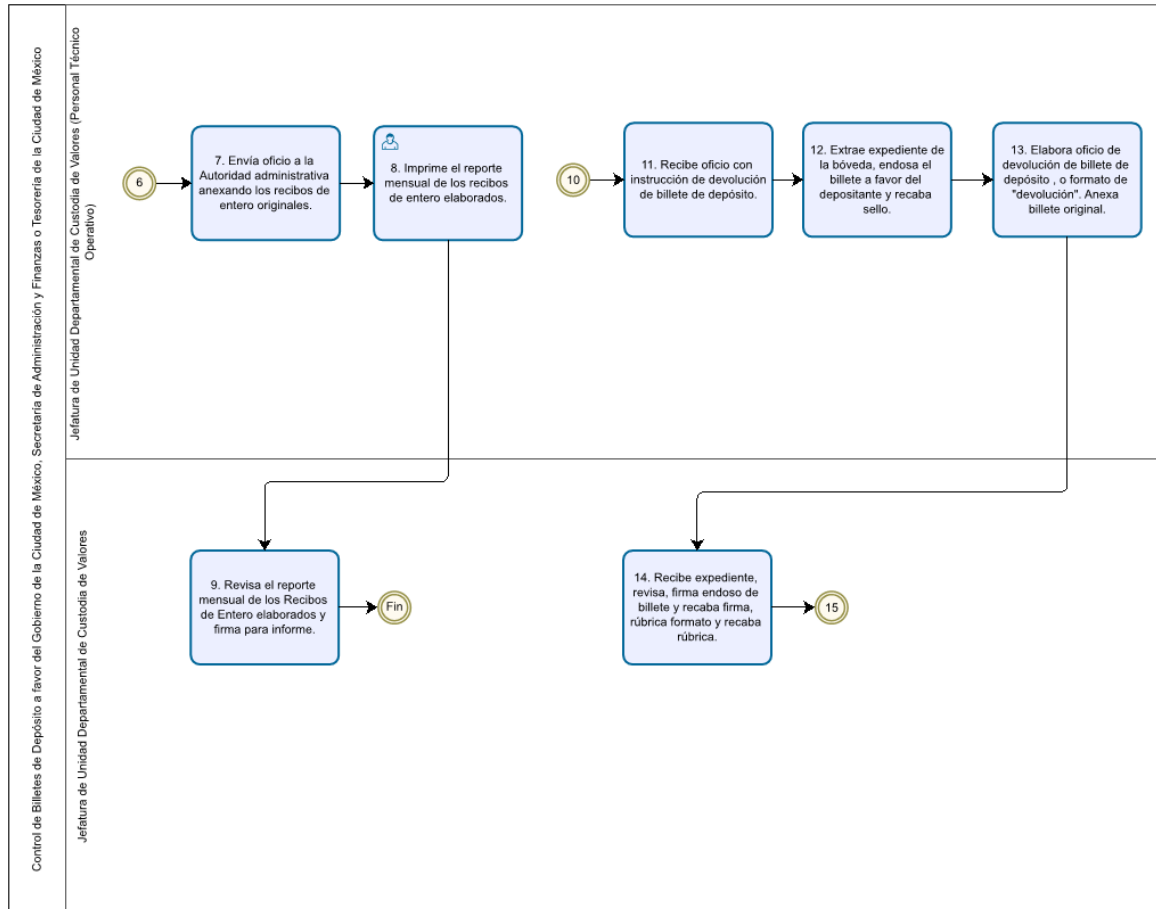 Control de Billetes de Depósito a favor del Gobierno de la Ciudad de México, Secretaría de Administración y Finanzas o Tesorería de la Ciudad de México
Jefatura de Unidad Departamental de Custodia de Valores (Personal Técnico
Operativo)
6
7. Envía oficio a la
Autoridad administrativa
anexando los recibos de
entero originales.
8. Imprime el reporte
mensual de los recibos
de entero elaborados.
10
11. Recibe oficio con
instrucción de devolución
de billete de depósito.
12. Extrae expediente de
la bóveda, endosa el
billete a favor del
depositante y recaba
sello.
13. Elabora oficio de
devolución de billete de
depósito , o formato de
"devolución". Anexa
billete original.
Jefatura de Unidad Departamental de Custodia de Valores
9. Revisa el reporte
mensual de los Recibos
de Entero elaborados y
firma para informe.
Fin
14. Recibe expediente,
revisa, firma endoso de
billete y recaba firma,
rúbrica formato y recaba
rúbrica.
15